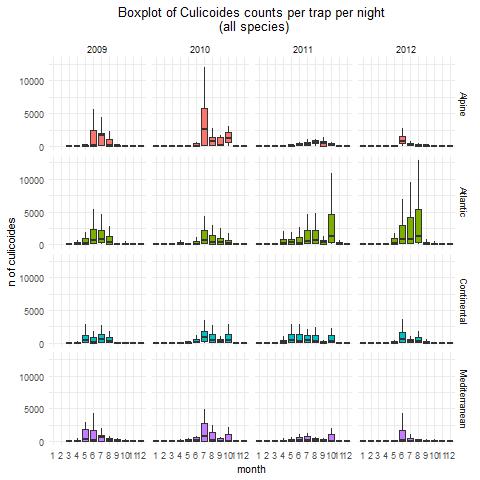 Boxplot of Culicoides counts per trap per night
(all species)
2009 2010 2011 2012
10000
5000
0
Alpine
10000
5000
0
Atlantic
10000
5000
0
Continental
10000
5000
0
Mediterranean
n of culicoides
1 2 3 4 5 6 7 8 9 10 11 12 1 2 3 4 5 6 7 8 9 10 11 12 1 2 3 4 5 6 7 8 9 10 11 12 1 2 3 4 5 6 7 8 9 10 11 12
month